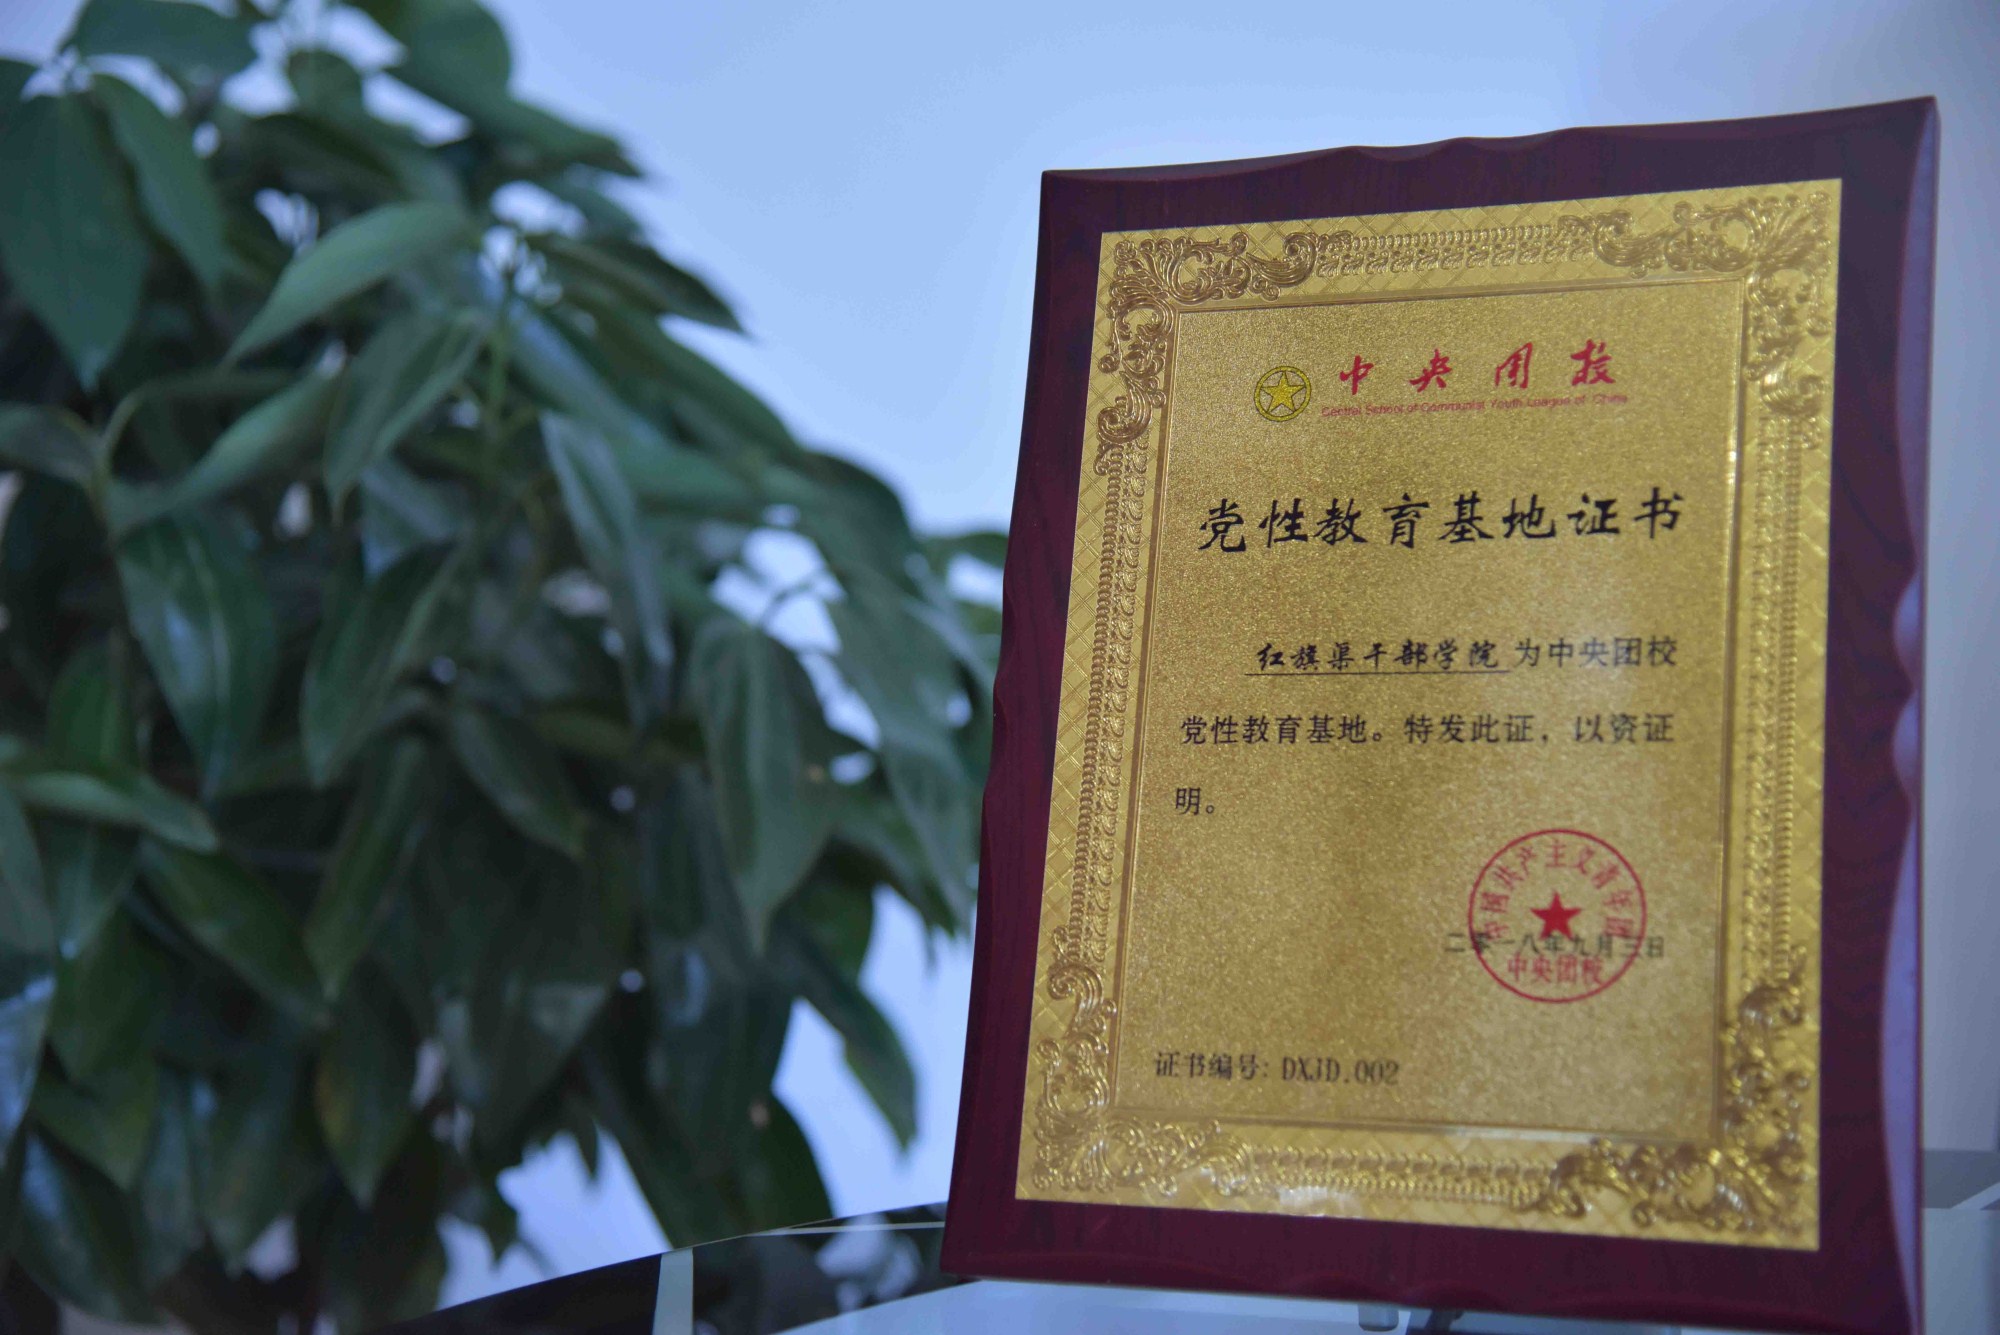 中央团校
Central School of Communist Youth League of China
党性教育基地证书
红旗渠干部学院为中央团校
党性教育基地。特发此证，以资证
明。
中国共产主义青年团
二零一八年九月三日
中央团校
证书编号: DXJD.002